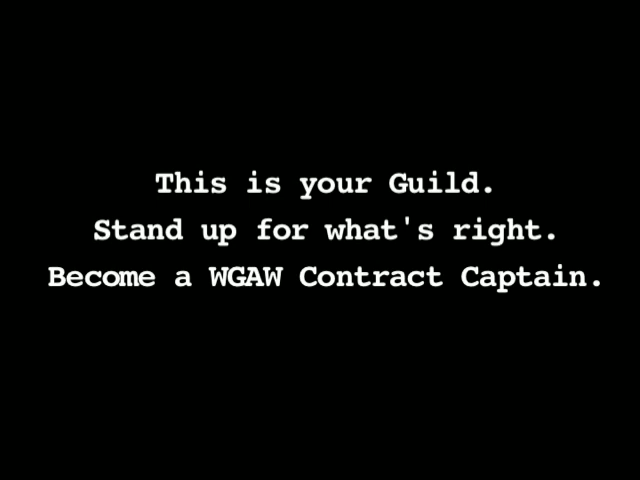 This is your Guild.
Stand up for what's right.
Become a WGAW Contract Captain.